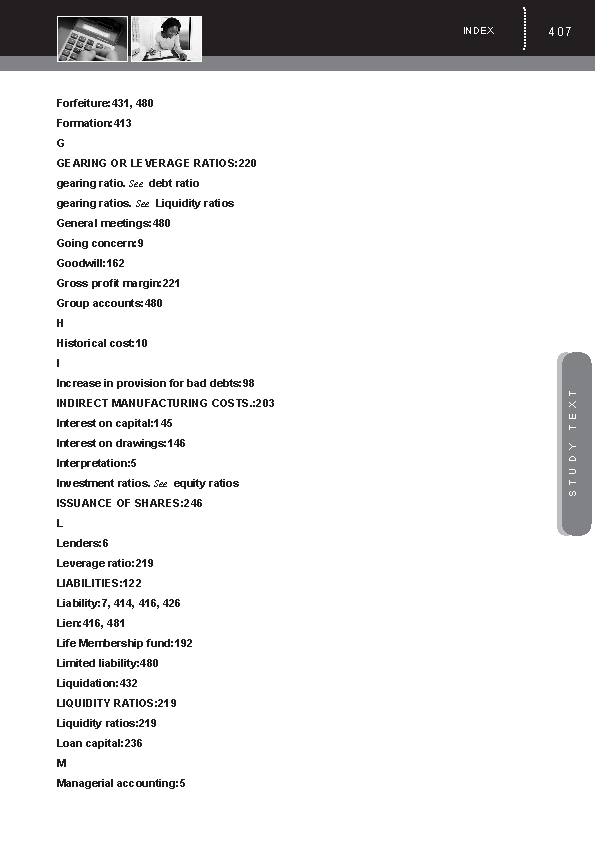 INDEX 407
Forfeiture:431, 480
Formation:413
G
GEARING OR LEVERAGE RATIOS:220
gearing ratio. See debt ratio
gearing ratios. See Liquidity ratios
General meetings:480
Going concern:9
Goodwill:162
Gross profit margin:221
Group accounts:480
H
Historical cost:10
I
Increase in provision for bad debts:98
INDIRECT MANUFACTURING COSTS.:203
Interest on capital:145
Interest on drawings:146
Interpretation:5
Investment ratios. See equity ratios
ISSUANCE OF SHARES:246
L
Lenders:6
Leverage ratio:219
LIABILITIES:122
Liability:7, 414, 416, 426
Lien:416, 481
Life Membership fund:192
Limited liability:480
Liquidation:432
LIQUIDITY RATIOS:219
Liquidity ratios:219
Loan capital:236
M
Managerial accounting:5
STUDY TEXT